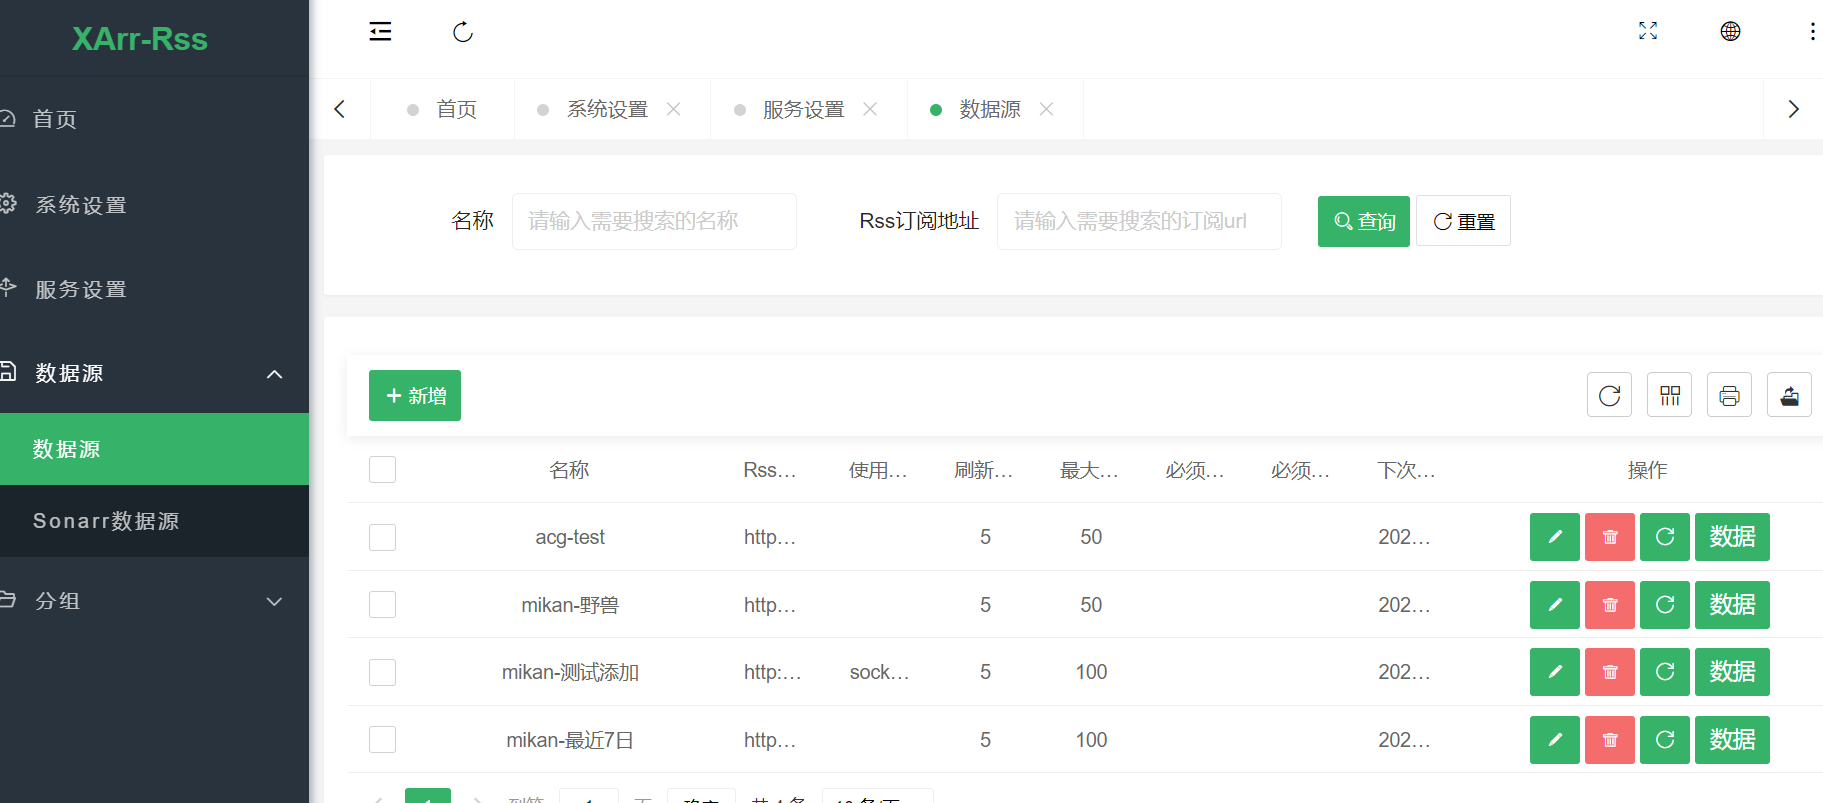 XArr-Rss
首页
系统设置
服务设置
数据源
数据源
Sonarr数据源
分组
首页 系统设置 服务设置 数据源
名称 请输入需要搜索的名称 Rss订阅地址 请输入需要搜索的订阅url 查询 重置
新增
名称 Rss... 使用... 刷新... 最大... 必须... 必须... 下次... 操作
acg-test http... 5 50 202... 数据
mikan-野兽 http... 5 50 202... 数据
mikan-测试添加 http:... sock... 5 100 202... 数据
mikan-最近7日 http... 5 100 202... 数据